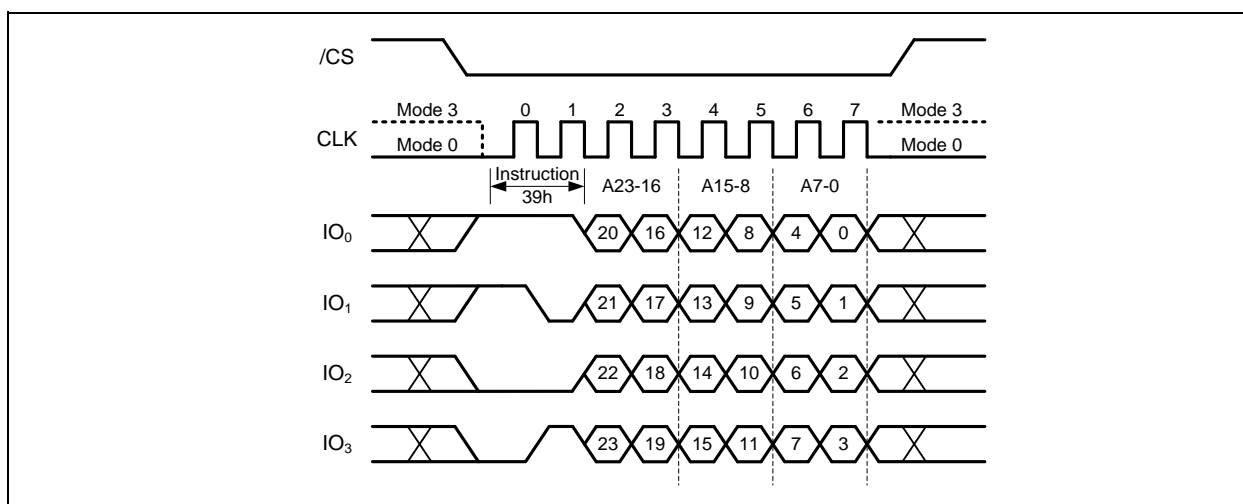 /CS
Mode 3 0 1 2 3 4 5 6 7 Mode 3
CLK
Mode 0 Mode 0
Instruction A23-16 A15-8 A7-0
39h
IO0 20 16 12 8 4 0
IO1 21 17 13 9 5 1
IO2 22 18 14 10 6 2
IO3 23 19 15 11 7 3